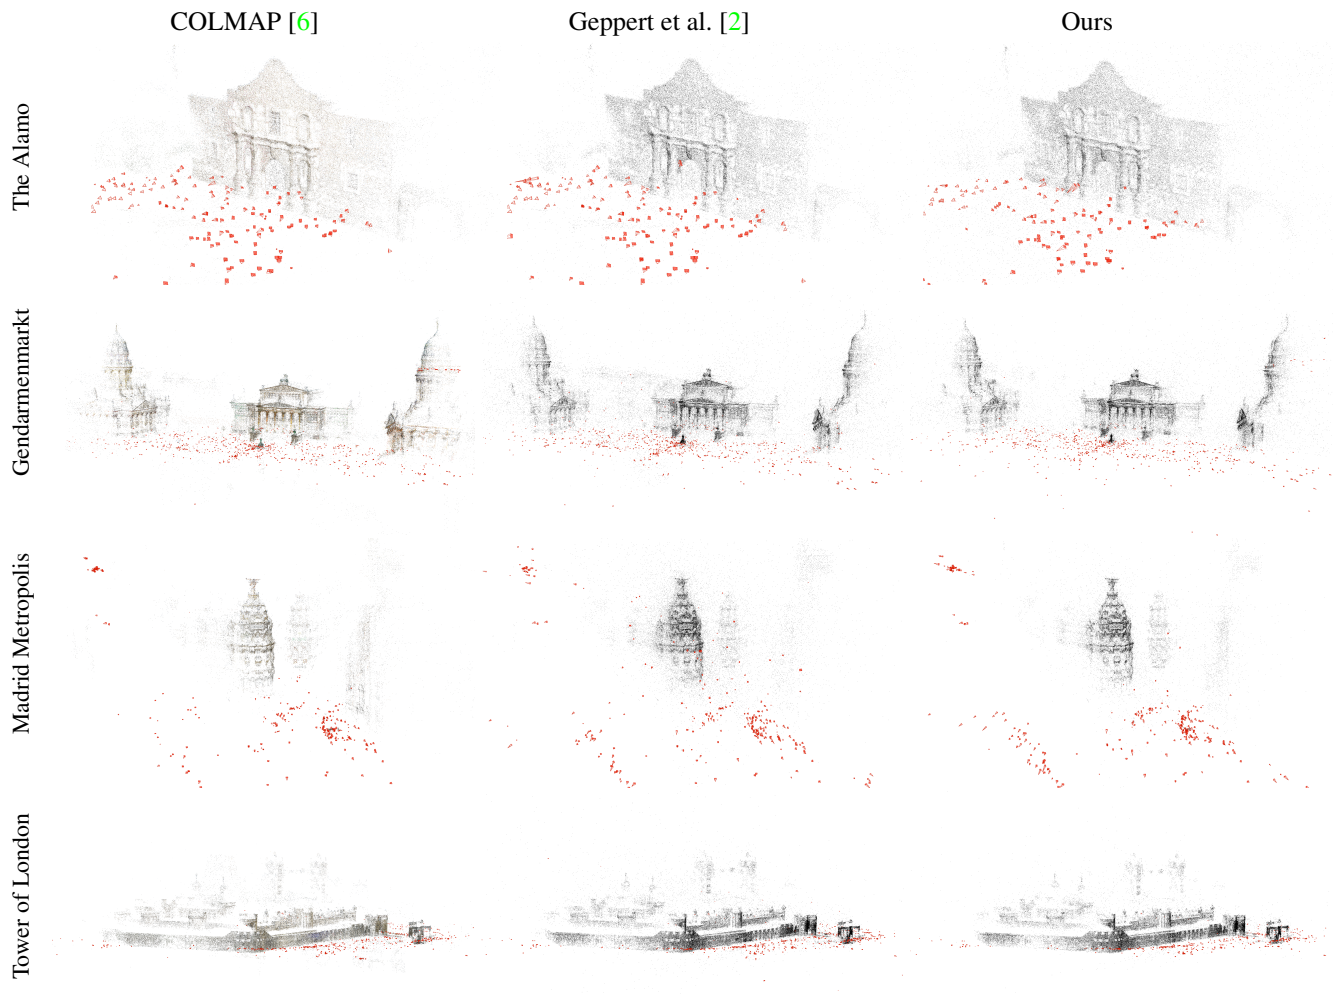 COLMAP [6]
Geppert et al. [2]
Ours
The Alamo
Gendarmenmarkt
Madrid Metropolis
Tower of London